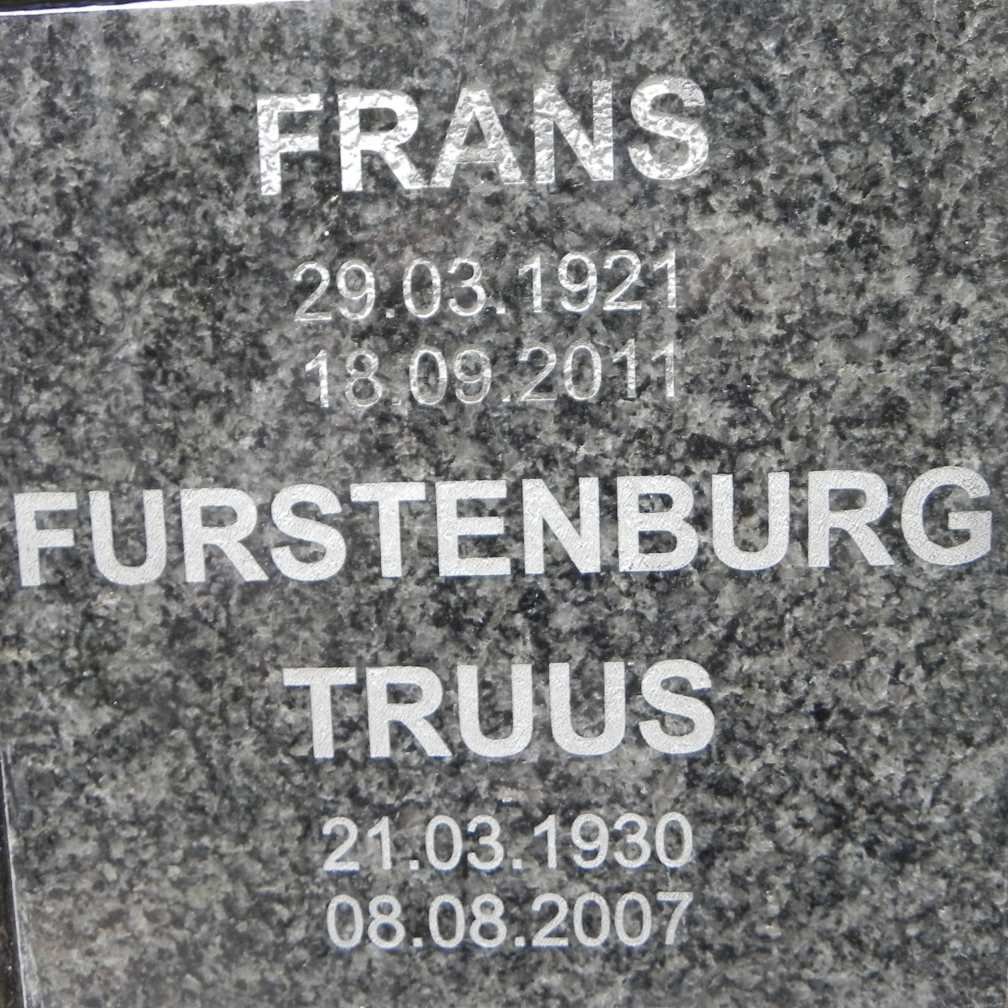 FRANS
29.03.1921
18.09.2011
FURSTENBURG
TRUUS
21.03.1930
08.08.2007